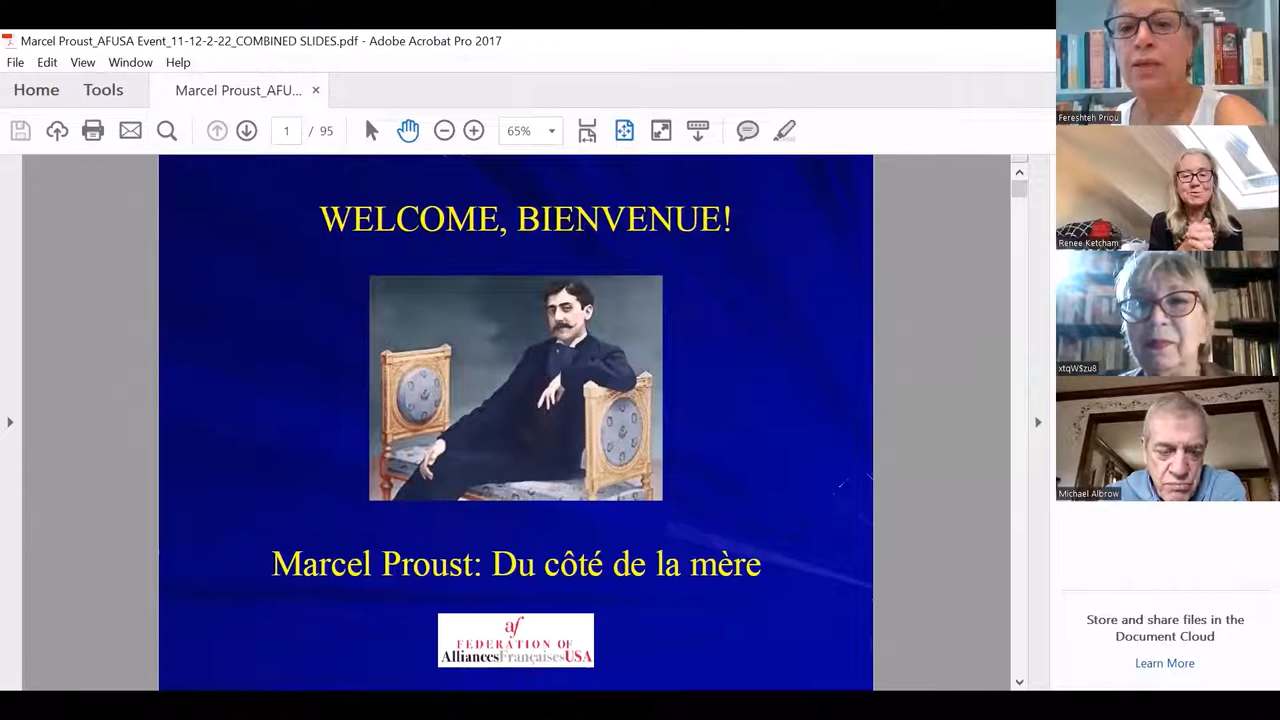 Marcel Proust_AFUSA Event_11-12-2-22_COMBINED SLIDES.pdf - Adobe Acrobat Pro 2017
File Edit View Window Help
Home Tools Marcel Proust_AFU... ×
1 / 95 65%
WELCOME, BIENVENUE!
Marcel Proust: Du côté de la mère
af
FEDERATION OF
AlliancesFrançaisesUSA
Fereshteh Priou
Renee Ketcham
xtqWSzu8
Michael Albrow
Store and share files in the
Document Cloud
Learn More